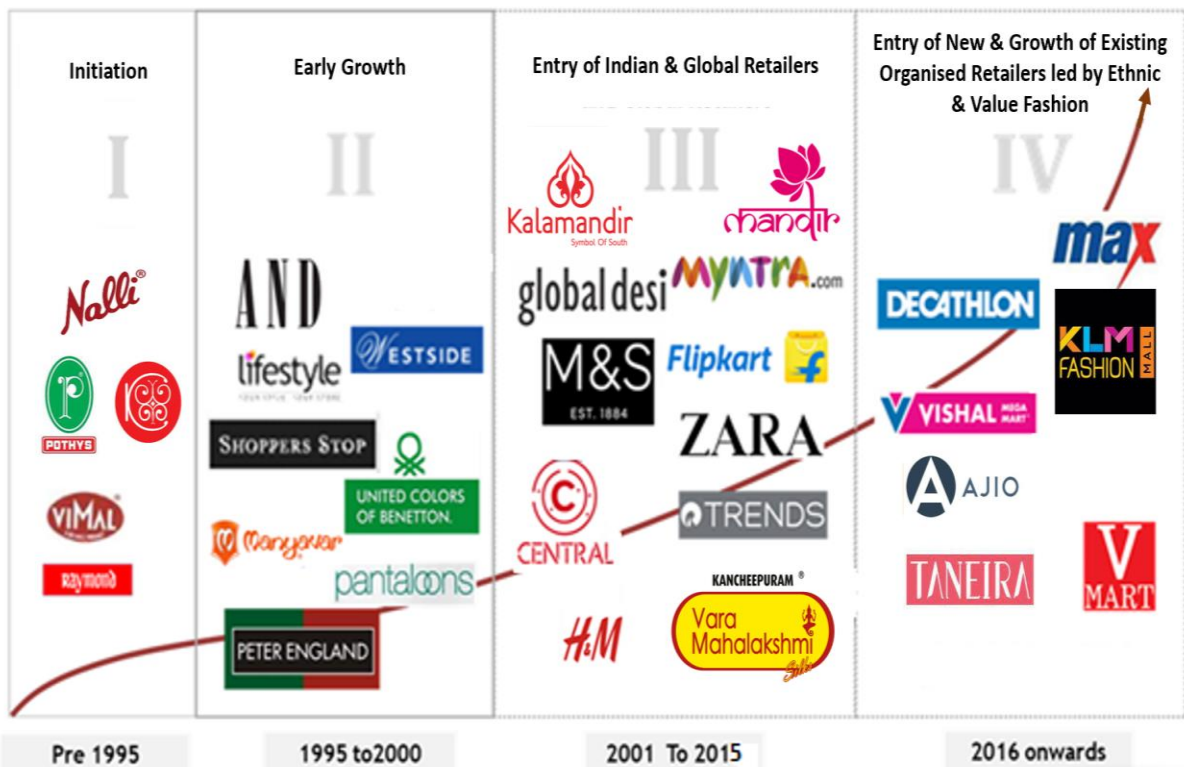 Initiation
I
Nalli®
P
POTHYS
VIMAL
Raymond
Pre 1995
Early Growth
II
AND
WESTSIDE
lifestyle
SHOPPERS STOP
UNITED COLORS
OF BENETTON.
Manyavar
pantaloons
PETER ENGLAND
1995 to2000
Entry of Indian & Global Retailers
III
Kalamandir
Symbol Of South
mandir
global desi
MYNTRA.com
M&S
EST. 1884
Flipkart
f
ZARA
C
CENTRAL
TRENDS
H&M
KANCHEEPURAM ®
Vara
Mahalakshmi
Silks
2001 To 2015
Entry of New & Growth of Existing
Organised Retailers led by Ethnic
& Value Fashion
IV
max
DECATHLON
KLM
FASHION MALL
VISHAL MEGA MART
A AJIO
TANEIRA
V
MART
2016 onwards